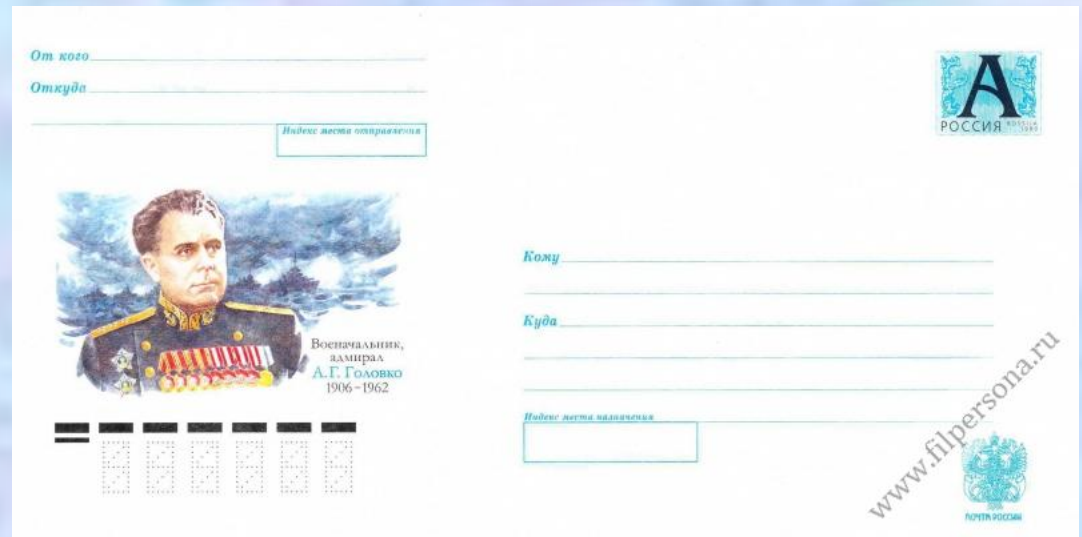 От кого
Откуда
Индекс места отправления
А
РОССИЯ ROSSIJA
Военачальник,
адмирал
А.Г. Головко
1906–1962
Кому
Куда
Индекс места назначения
www.filpersona.ru
ПОЧТА РОССИИ